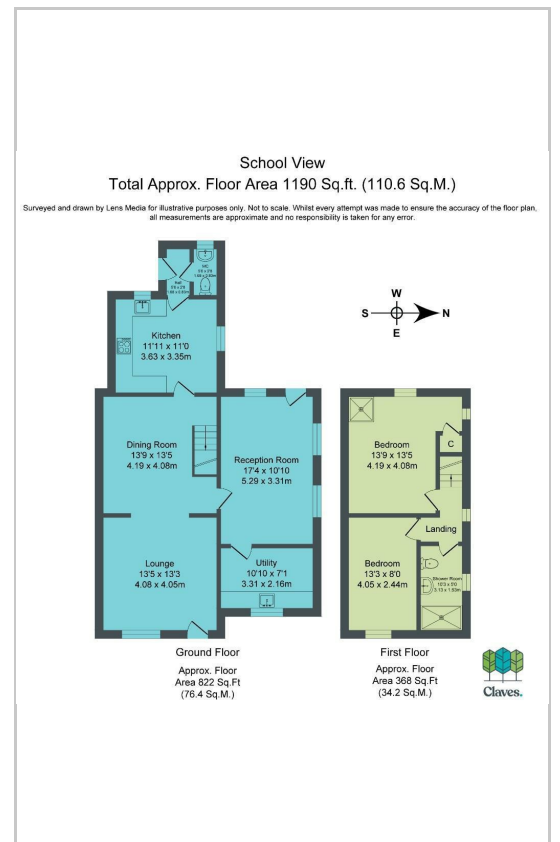 School View
Total Approx. Floor Area 1190 Sq.ft. (110.6 Sq.M.)
Surveyed and drawn by Lens Media for illustrative purposes only. Not to scale. Whilst every attempt was made to ensure the accuracy of the floor plan,
all measurements are approximate and no responsibility is taken for any error.
WC
Hall
Kitchen
11'11 x 11'0
3.63 x 3.35m
W
S
N
E
Dining Room
13'9 x 13'5
4.19 x 4.08m
Reception Room
17'4 x 10'10
5.29 x 3.31m
Lounge
13'5 x 13'3
4.08 x 4.05m
Utility
10'10 x 7'1
3.31 x 2.16m
Bedroom
13'9 x 13'5
4.19 x 4.08m
C
Landing
Bedroom
13'3 x 8'0
4.05 x 2.44m
Shower Room
Ground Floor
Approx. Floor
Area 822 Sq.Ft
(76.4 Sq.M.)
First Floor
Approx. Floor
Area 368 Sq.Ft
(34.2 Sq.M.)
Claves.